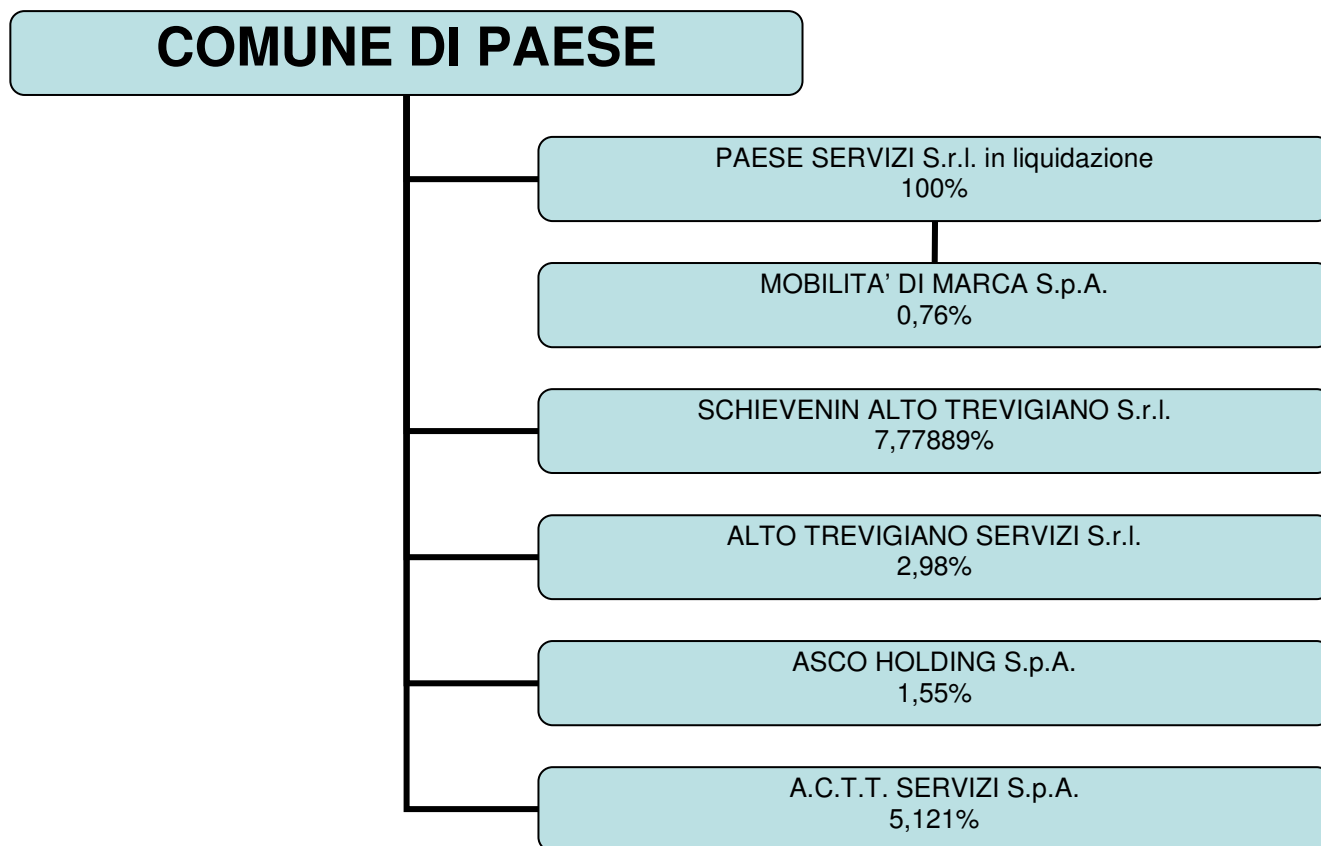 COMUNE DI PAESE
PAESE SERVIZI S.r.l. in liquidazione
100%
MOBILITA' DI MARCA S.p.A.
0,76%
SCHIEVENIN ALTO TREVIGIANO S.r.l.
7,77889%
ALTO TREVIGIANO SERVIZI S.r.l.
2,98%
ASCO HOLDING S.p.A.
1,55%
A.C.T.T. SERVIZI S.p.A.
5,121%